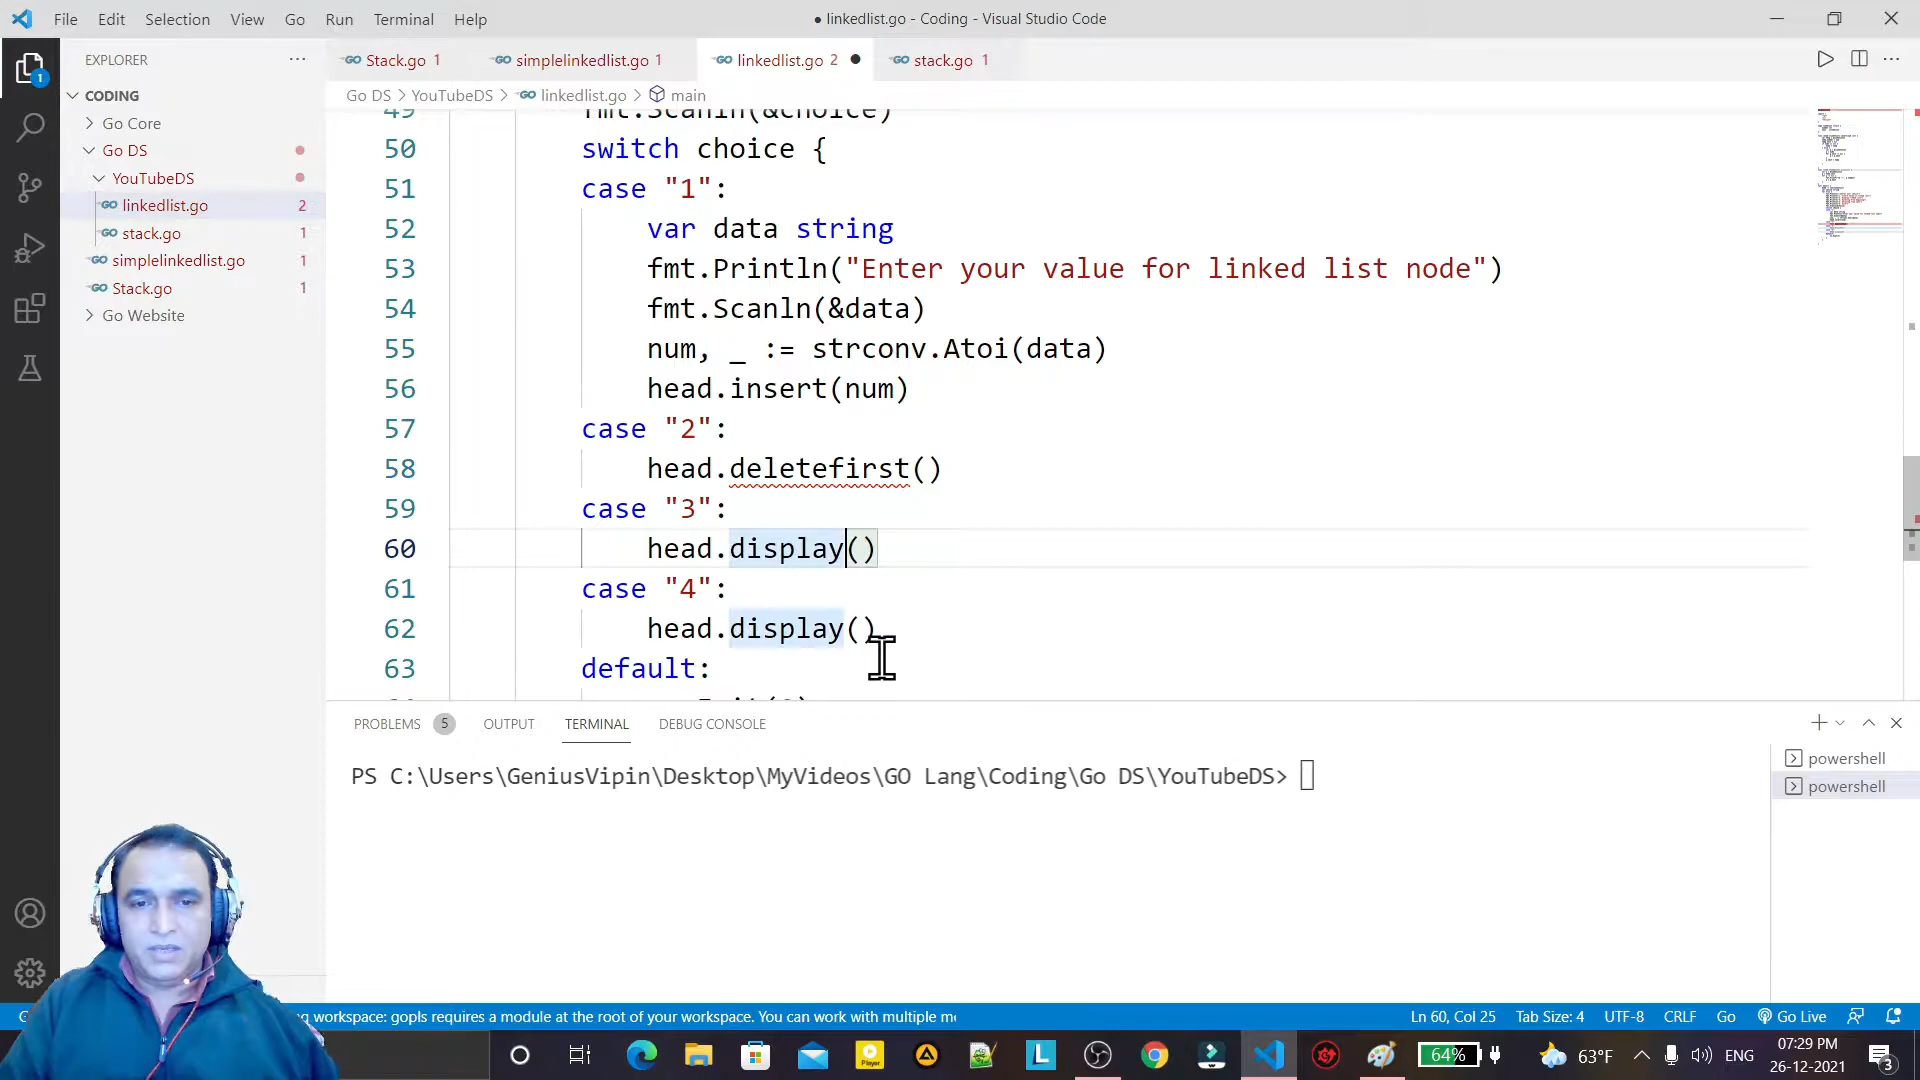 File Edit Selection View Go Run Terminal Help
● linkedlist.go - Coding - Visual Studio Code
EXPLORER
Stack.go 1
simplelinkedlist.go 1
linkedlist.go 2
stack.go 1
CODING
Go DS > YouTubeDS > linkedlist.go > main
Go Core
Go DS
YouTubeDS
linkedlist.go 2
stack.go 1
simplelinkedlist.go 1
Stack.go 1
Go Website
49 fmt.Scanln(&choice)
50 switch choice {
51 case "1":
52 var data string
53 fmt.Println("Enter your value for linked list node")
54 fmt.Scanln(&data)
55 num, _ := strconv.Atoi(data)
56 head.insert(num)
57 case "2":
58 head.deletefirst()
59 case "3":
60 head.display()
61 case "4":
62 head.display()
63 default:
PROBLEMS 5 OUTPUT TERMINAL DEBUG CONSOLE
powershell
powershell
PS C:\Users\GeniusVipin\Desktop\MyVideos\GO Lang\Coding\Go DS\YouTubeDS>
workspace: gopls requires a module at the root of your workspace. You can work with multiple
Ln 60, Col 25 Tab Size: 4 UTF-8 CRLF Go Go Live
64% 63°F ENG 07:29 PM
26-12-2021
3